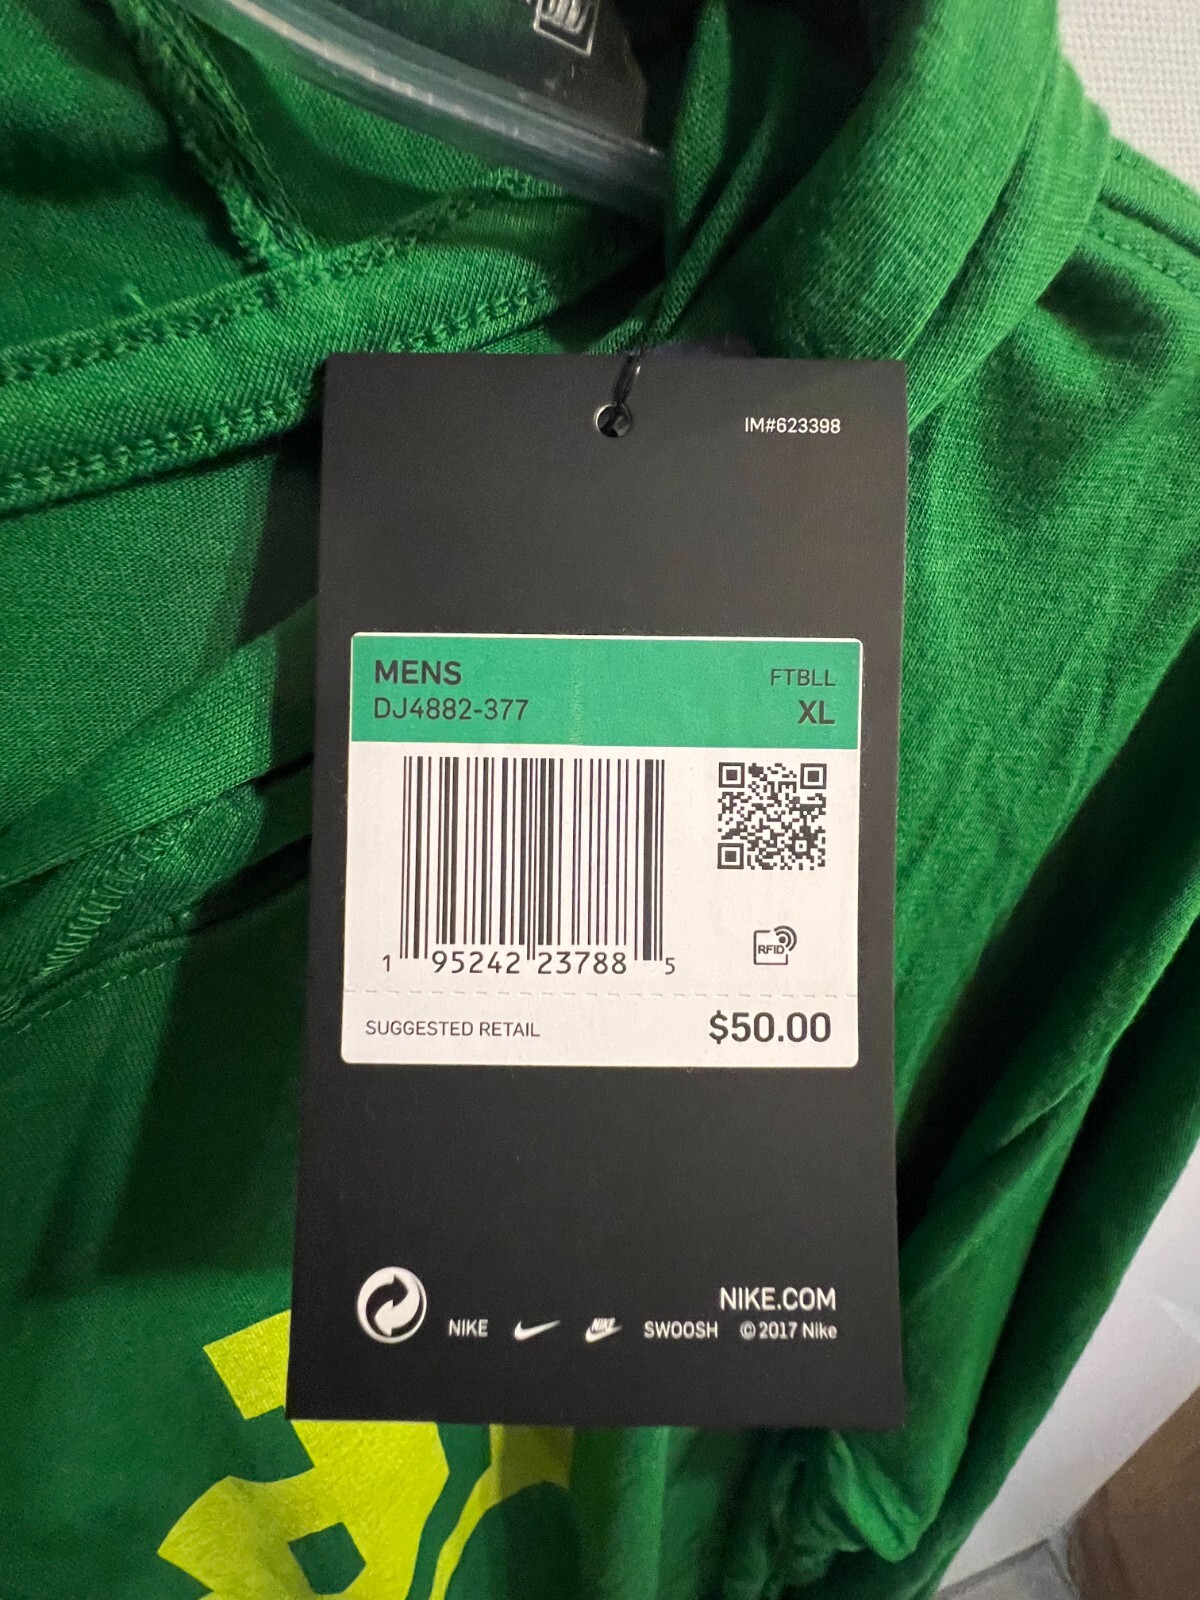 IM#623398
MENS
FTBLL
DJ4882-377
XL
1 95242 23788 5
RFID
SUGGESTED RETAIL
$50.00
NIKE.COM
NIKE NIKE SWOOSH © 2017 Nike